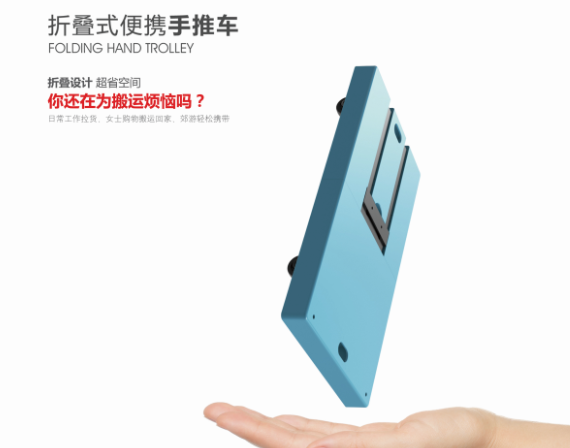 折叠式便携手推车
FOLDING HAND TROLLEY
折叠设计 超省空间
你还在为搬运烦恼吗？
日常工作拉货、女士购物搬运回家、郊游轻松携带